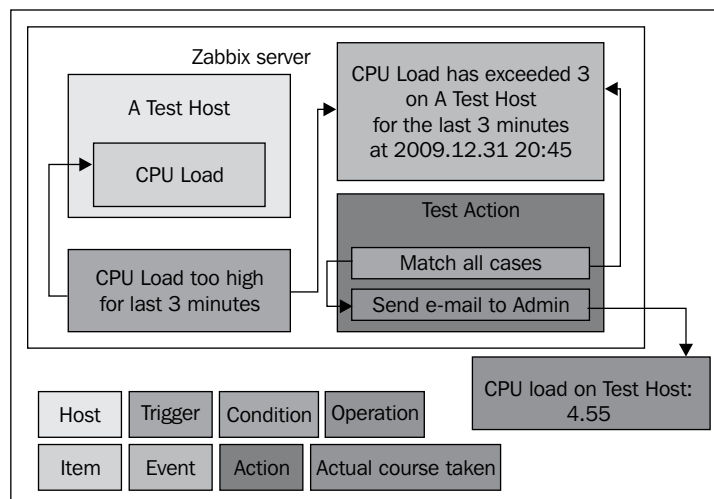 Zabbix server
A Test Host
CPU Load
CPU Load too high
for last 3 minutes
CPU Load has exceeded 3
on A Test Host
for the last 3 minutes
at 2009.12.31 20:45
Test Action
Match all cases
Send e-mail to Admin
CPU load on Test Host:
4.55
Host
Trigger
Condition
Operation
Item
Event
Action
Actual course taken